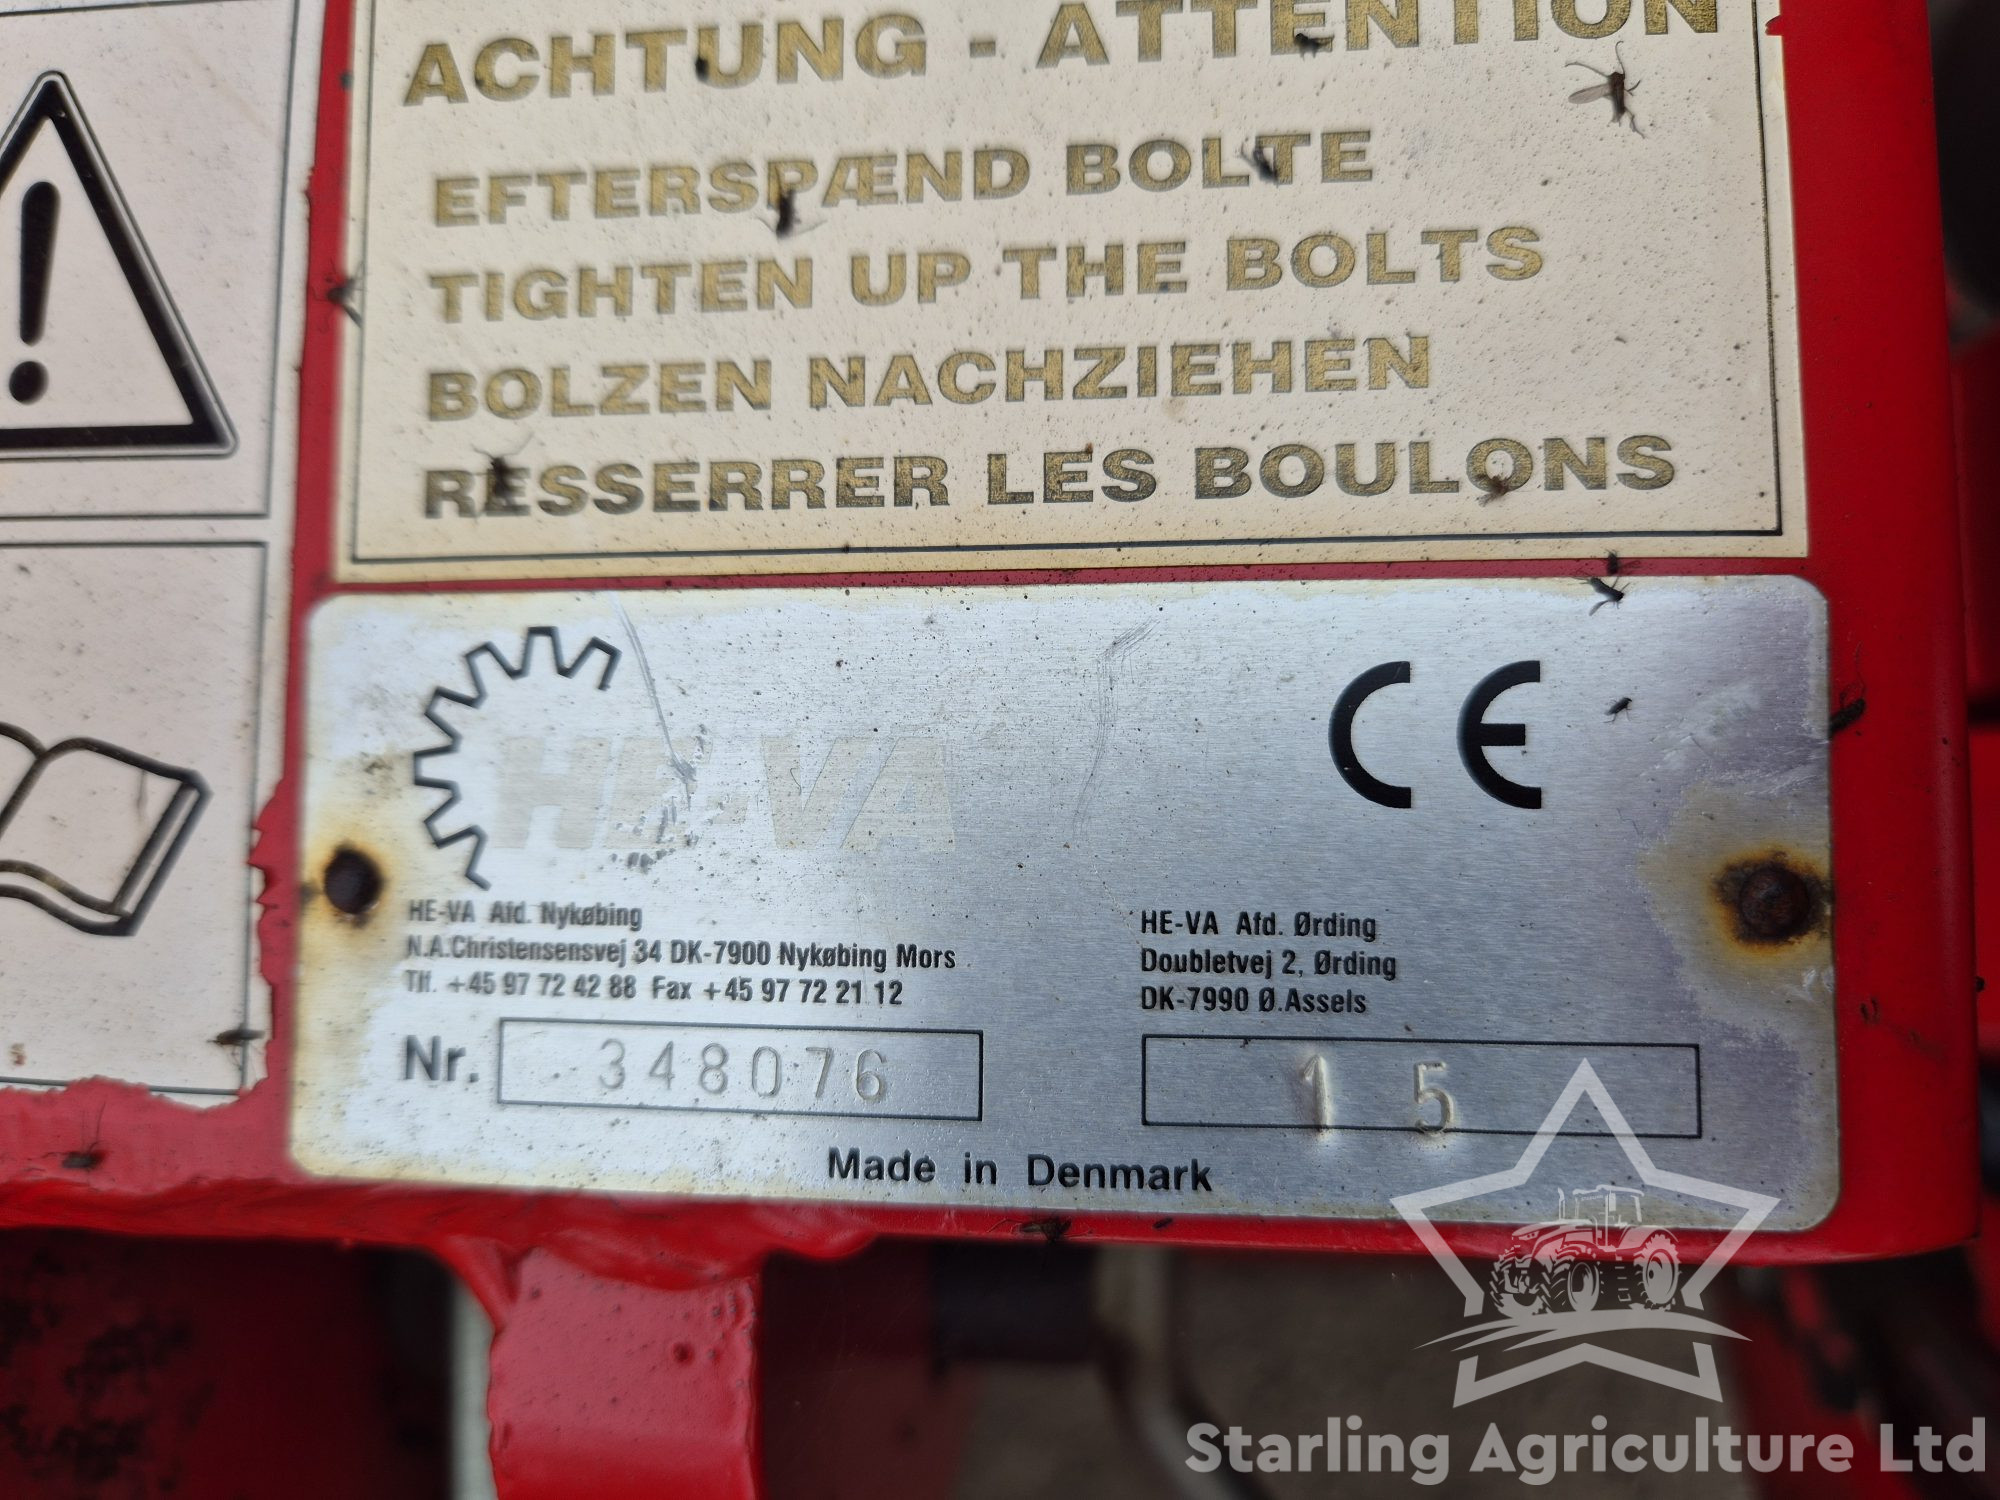 ACHTUNG - ATTENTION
EFTERSPÆND BOLTE
TIGHTEN UP THE BOLTS
BOLZEN NACHZIEHEN
RESSERRER LES BOULONS
HE-VA
CE
HE-VA Afd. Nykøbing
N.A.Christensensvej 34 DK-7900 Nykøbing Mors
Tlf. +45 97 72 42 88 Fax +45 97 72 21 12
HE-VA Afd. Ørding
Doubletvej 2, Ørding
DK-7990 Ø.Assels
Nr. 348076
15
Made in Denmark
Starling Agriculture Ltd